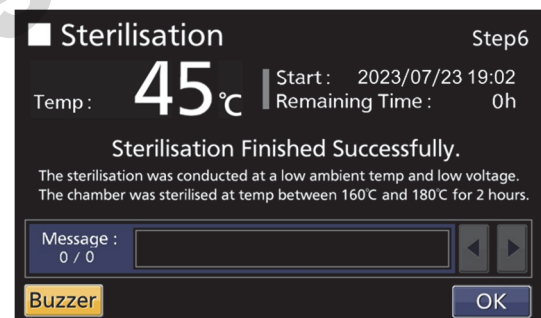 Sterilisation
Step6
Temp : 45℃
Start : 2023/07/23 19:02
Remaining Time : 0h
Sterilisation Finished Successfully.
The sterilisation was conducted at a low ambient temp and low voltage.
The chamber was sterilised at temp between 160℃ and 180℃ for 2 hours.
Message :
0 / 0
Buzzer
OK